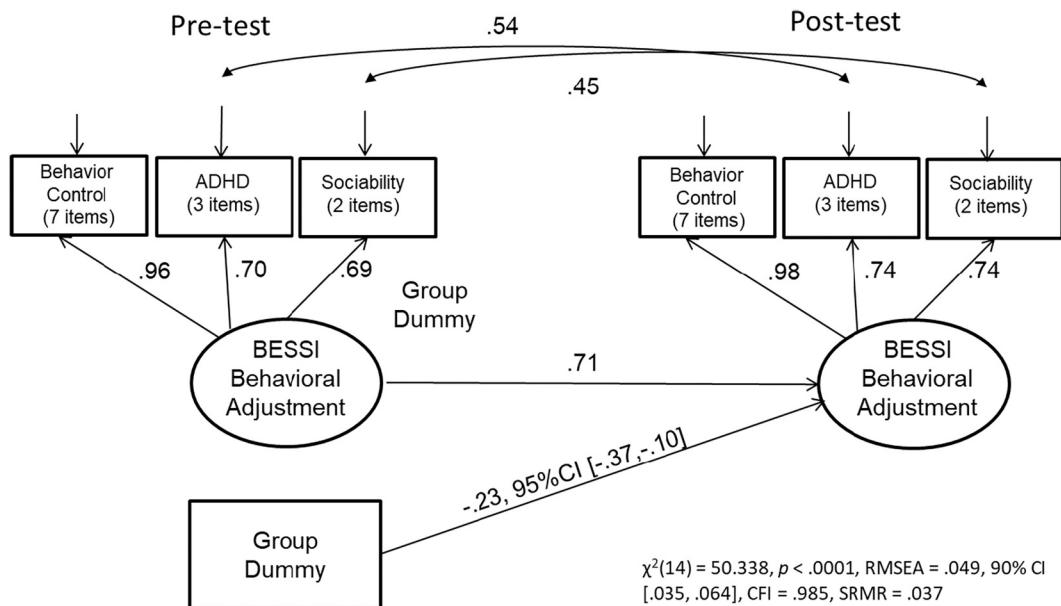 Pre-test
Post-test
.54
.45
Behavior
Control
(7 items)
ADHD
(3 items)
Sociability
(2 items)
Behavior
Control
(7 items)
ADHD
(3 items)
Sociability
(2 items)
.96
.70
.69
.98
.74
.74
Group
Dummy
BESSI
Behavioral
Adjustment
.71
BESSI
Behavioral
Adjustment
-.23, 95%CI [-.37,-.10]
Group
Dummy
χ²(14) = 50.338, p < .0001, RMSEA = .049, 90% CI
[.035, .064], CFI = .985, SRMR = .037